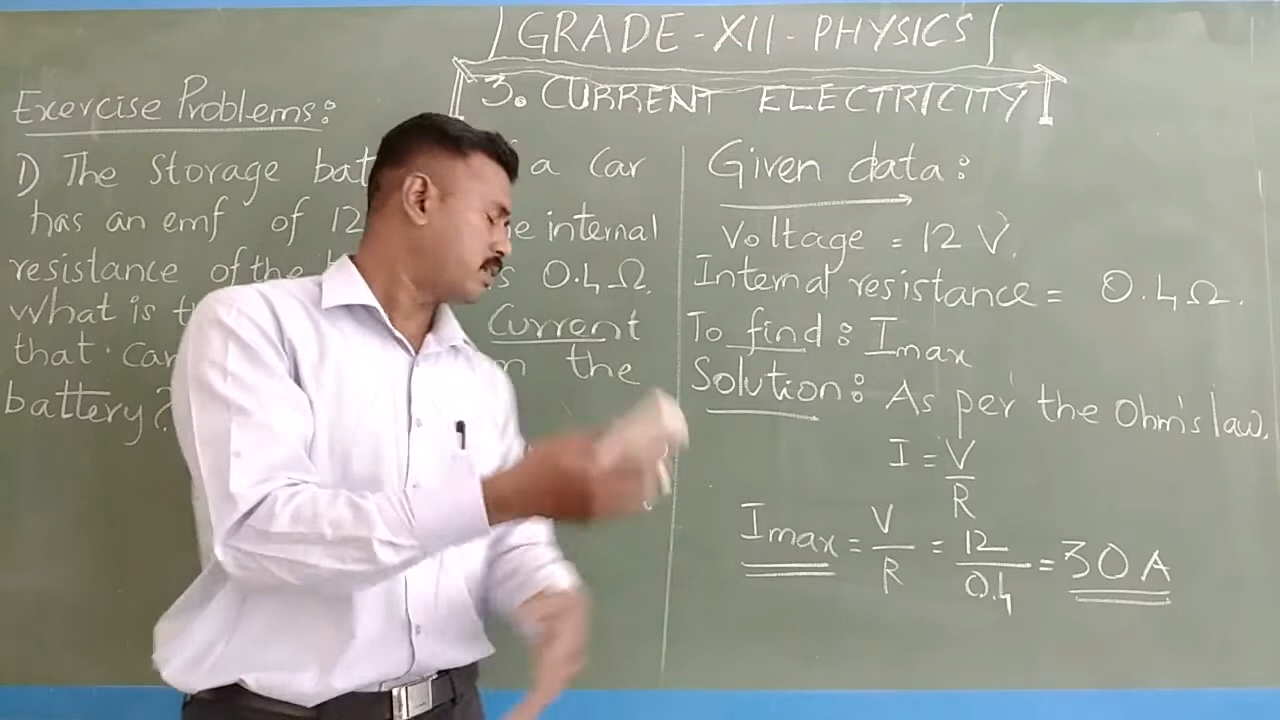 GRADE-XII-PHYSICS
3. CURRENT ELECTRICITY
Exercise Problems:
1) The Storage bat a Car
has an emf of 12 internal
resistance of the 0.4Ω.
What is Current
that the
battery?
Given data:
Voltage = 12 V.
Internal resistance = 0.4Ω.
To find: Imax
Solution: As per the Ohm's law,
I = V/R
Imax = V/R = 12/0.4 = 30 A